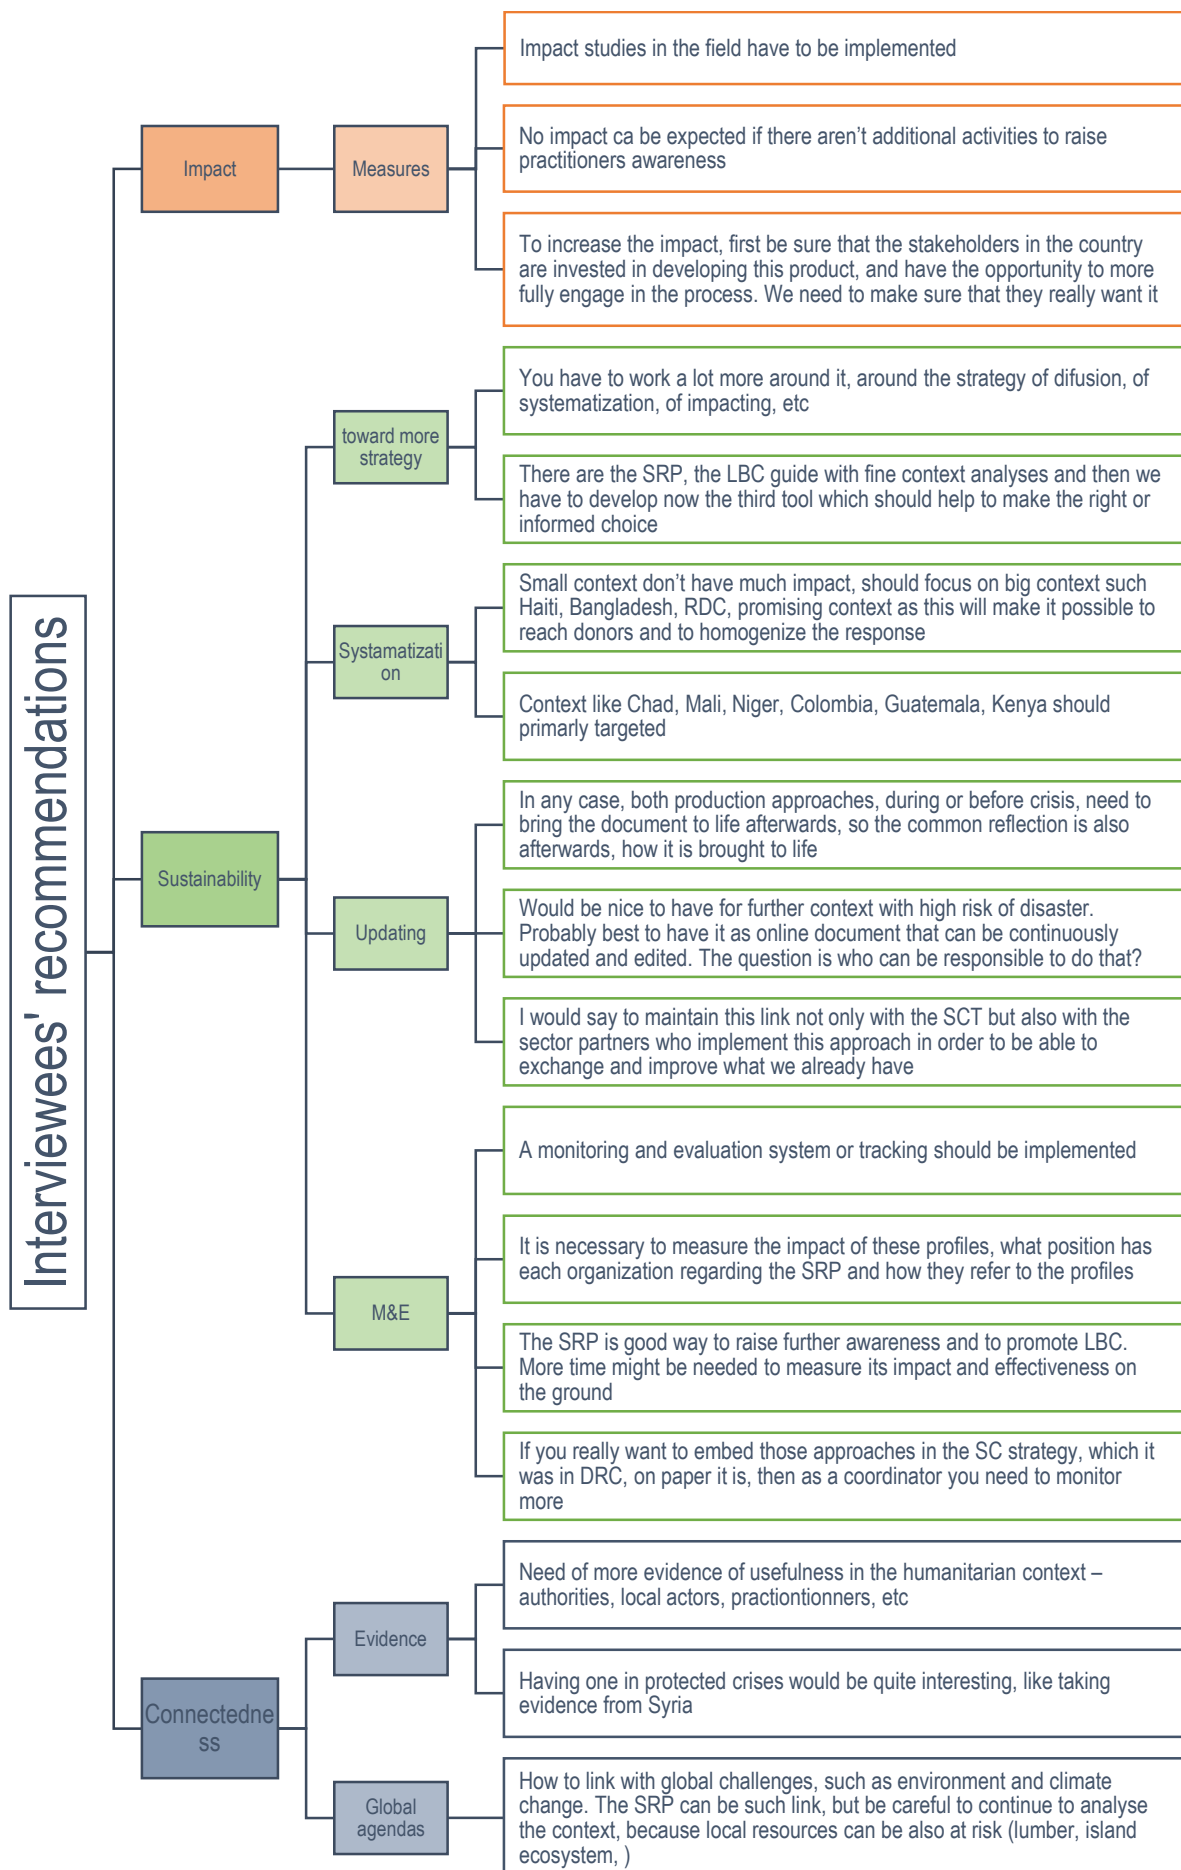 Interviewees' recommendations
Impact
Measures
Impact studies in the field have to be implemented
No impact ca be expected if there aren’t additional activities to raise
practitioners awareness
To increase the impact, first be sure that the stakeholders in the country
are invested in developing this product, and have the opportunity to more
fully engage in the process. We need to make sure that they really want it
Sustainability
toward more
strategy
You have to work a lot more around it, around the strategy of difusion, of
systematization, of impacting, etc
There are the SRP, the LBC guide with fine context analyses and then we
have to develop now the third tool which should help to make the right or
informed choice
Systamatizati
on
Small context don’t have much impact, should focus on big context such
Haiti, Bangladesh, RDC, promising context as this will make it possible to
reach donors and to homogenize the response
Context like Chad, Mali, Niger, Colombia, Guatemala, Kenya should
primarly targeted
Updating
In any case, both production approaches, during or before crisis, need to
bring the document to life afterwards, so the common reflection is also
afterwards, how it is brought to life
Would be nice to have for further context with high risk of disaster.
Probably best to have it as online document that can be continuously
updated and edited. The question is who can be responsible to do that?
I would say to maintain this link not only with the SCT but also with the
sector partners who implement this approach in order to be able to
exchange and improve what we already have
M&E
A monitoring and evaluation system or tracking should be implemented
It is necessary to measure the impact of these profiles, what position has
each organization regarding the SRP and how they refer to the profiles
The SRP is good way to raise further awareness and to promote LBC.
More time might be needed to measure its impact and effectiveness on
the ground
If you really want to embed those approaches in the SC strategy, which it
was in DRC, on paper it is, then as a coordinator you need to monitor
more
Connectedne
ss
Evidence
Need of more evidence of usefulness in the humanitarian context –
authorities, local actors, practiontionners, etc
Having one in protected crises would be quite interesting, like taking
evidence from Syria
Global
agendas
How to link with global challenges, such as environment and climate
change. The SRP can be such link, but be careful to continue to analyse
the context, because local resources can be also at risk (lumber, island
ecosystem, )